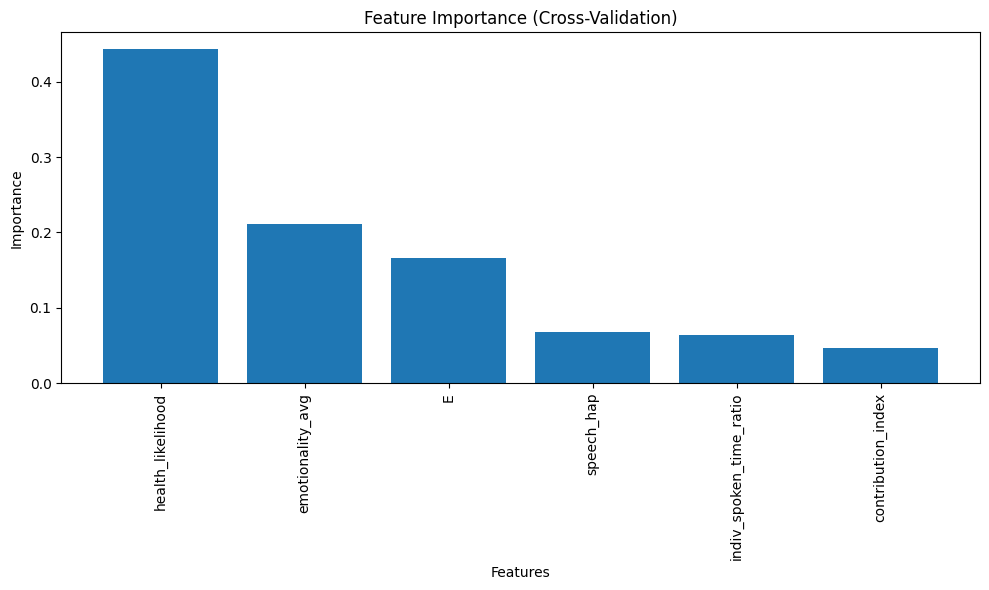 Feature Importance (Cross-Validation)
Importance
0.4
0.3
0.2
0.1
0.0
health_likelihood
emotionality_avg
E
speech_hap
indiv_spoken_time_ratio
contribution_index
Features